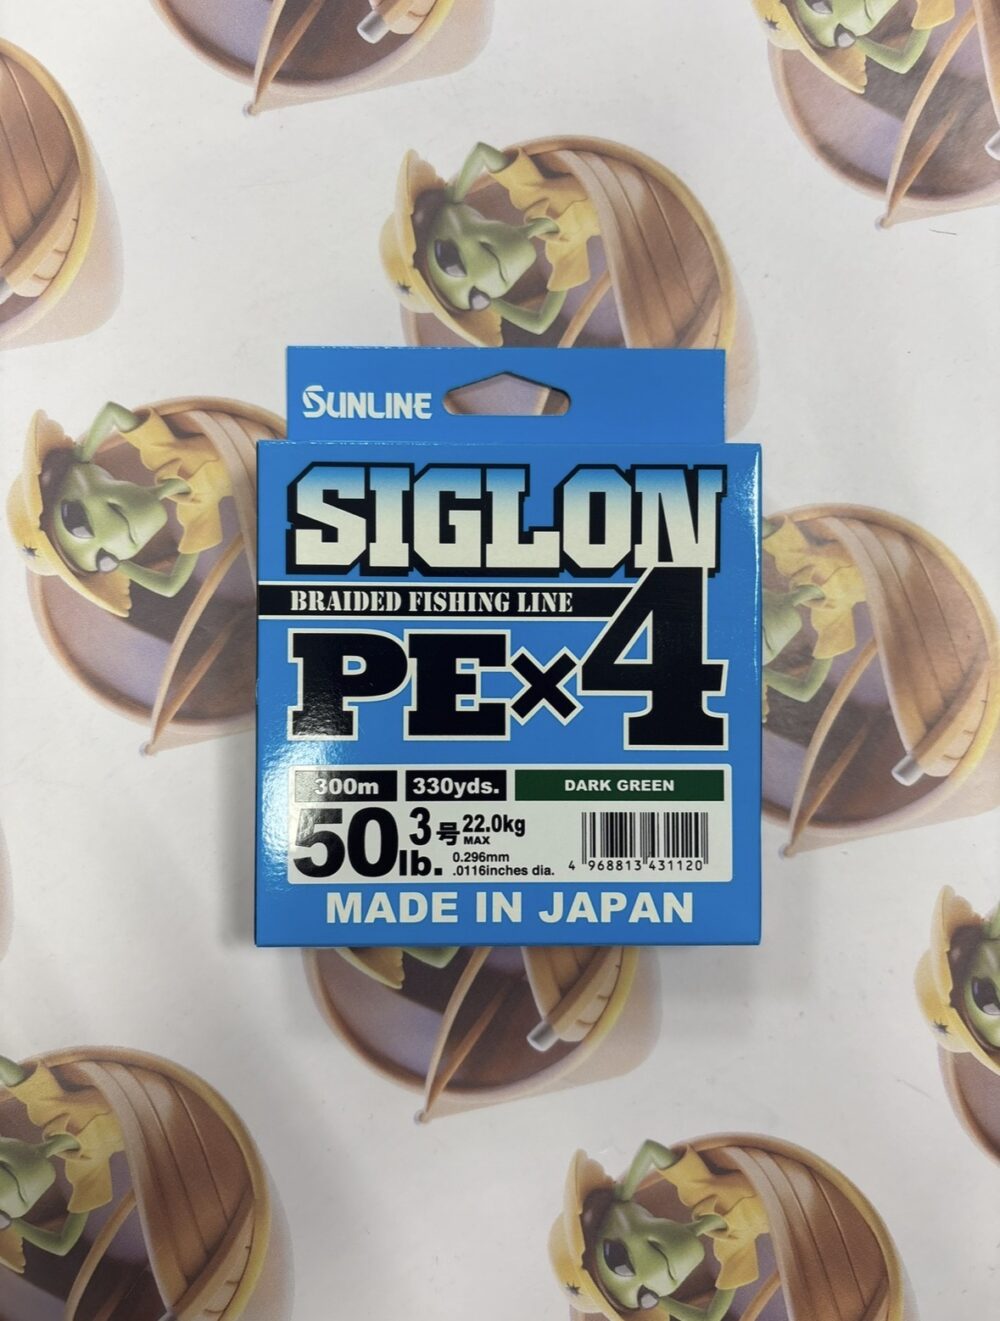 SUNLINE
SIGLON
BRAIDED FISHING LINE
PE×4
300m 330yds. DARK GREEN
50lb. 3号 22.0kg MAX
0.296mm
.0116inches dia.
4 968813 431120
MADE IN JAPAN